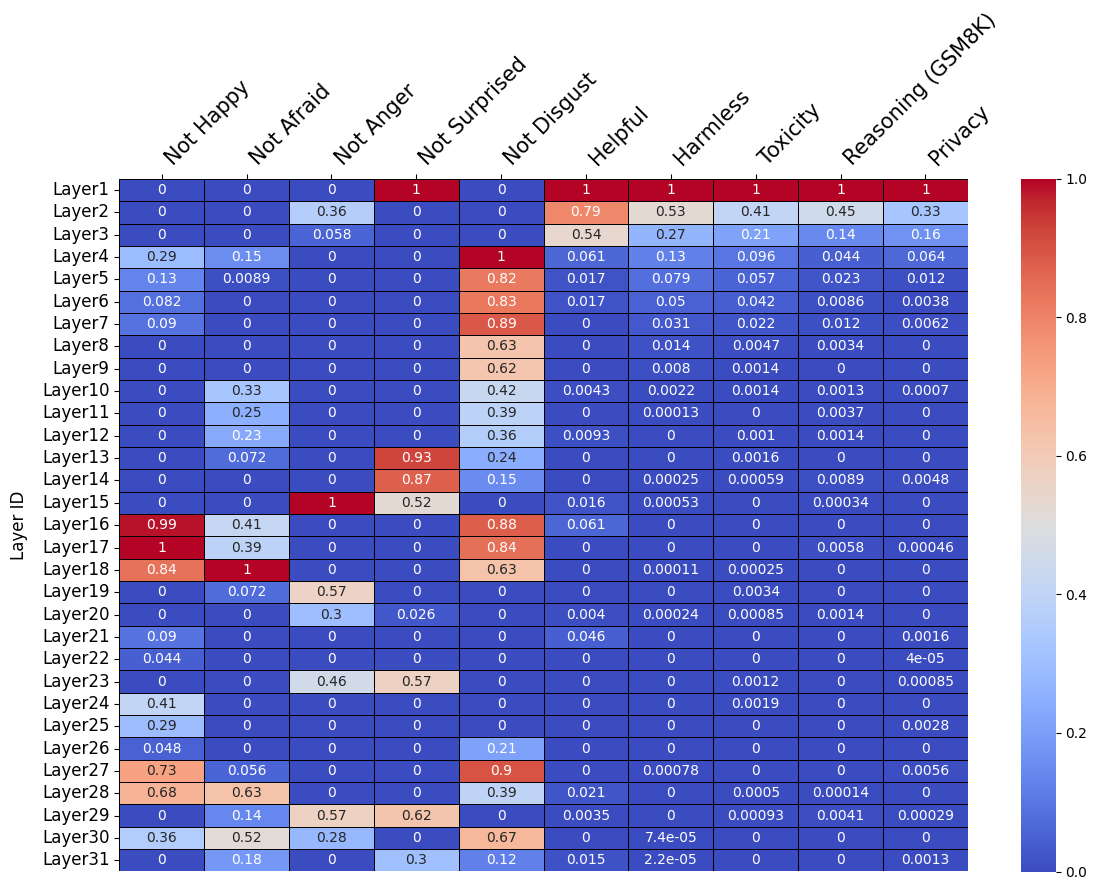 Not Happy Not Afraid Not Anger Not Surprised Not Disgust Helpful Harmless Toxicity Reasoning (GSM8K) Privacy
Layer1 0 0 0 1 0 1 1 1 1 1 1.0
Layer2 0 0 0.36 0 0 0.79 0.53 0.41 0.45 0.33
Layer3 0 0 0.058 0 0 0.54 0.27 0.21 0.14 0.16
Layer4 0.29 0.15 0 0 1 0.061 0.13 0.096 0.044 0.064
Layer5 0.13 0.0089 0 0 0.82 0.017 0.079 0.057 0.023 0.012
Layer6 0.082 0 0 0 0.83 0.017 0.05 0.042 0.0086 0.0038
Layer7 0.09 0 0 0 0.89 0 0.031 0.022 0.012 0.0062 0.8
Layer8 0 0 0 0 0.63 0 0.014 0.0047 0.0034 0
Layer9 0 0 0 0 0.62 0 0.008 0.0014 0 0
Layer10 0 0.33 0 0 0.42 0.0043 0.0022 0.0014 0.0013 0.0007
Layer11 0 0.25 0 0 0.39 0 0.00013 0 0.0037 0
Layer12 0 0.23 0 0 0.36 0.0093 0 0.001 0.0014 0
Layer13 0 0.072 0 0.93 0.24 0 0 0.0016 0 0 0.6
Layer14 0 0 0 0.87 0.15 0 0.00025 0.00059 0.0089 0.0048
Layer15 0 0 1 0.52 0 0.016 0.00053 0 0.00034 0
Layer16 0.99 0.41 0 0 0.88 0.061 0 0 0 0
Layer ID
Layer17 1 0.39 0 0 0.84 0 0 0 0.0058 0.00046
Layer18 0.84 1 0 0 0.63 0 0.00011 0.00025 0 0
Layer19 0 0.072 0.57 0 0 0 0 0.0034 0 0 0.4
Layer20 0 0 0.3 0.026 0 0.004 0.00024 0.00085 0.0014 0
Layer21 0.09 0 0 0 0 0.046 0 0 0 0.0016
Layer22 0.044 0 0 0 0 0 0 0 0 4e-05
Layer23 0 0 0.46 0.57 0 0 0 0.0012 0 0.00085
Layer24 0.41 0 0 0 0 0 0 0.0019 0 0
Layer25 0.29 0 0 0 0 0 0 0 0 0.0028 0.2
Layer26 0.048 0 0 0 0.21 0 0 0 0 0
Layer27 0.73 0.056 0 0 0.9 0 0.00078 0 0 0.0056
Layer28 0.68 0.63 0 0 0.39 0.021 0 0.0005 0.00014 0
Layer29 0 0.14 0.57 0.62 0 0.0035 0 0.00093 0.0041 0.00029
Layer30 0.36 0.52 0.28 0 0.67 0 7.4e-05 0 0 0
Layer31 0 0.18 0 0.3 0.12 0.015 2.2e-05 0 0 0.0013 0.0